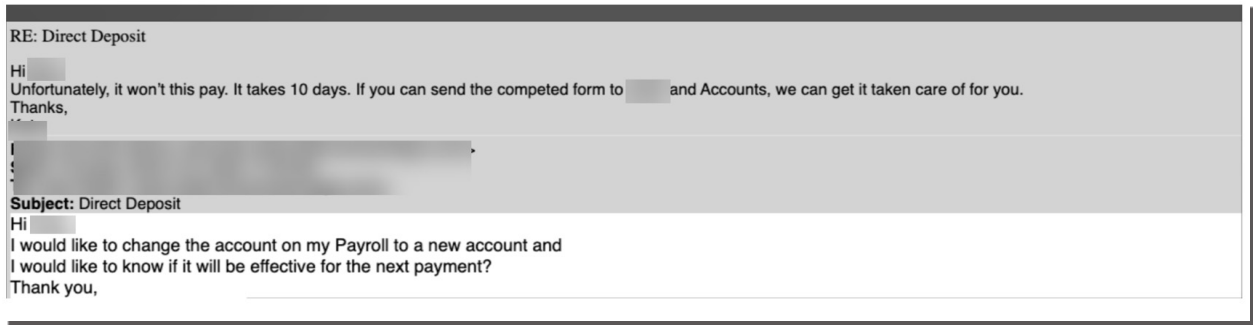 RE: Direct Deposit
Hi
Unfortunately, it won't this pay. It takes 10 days. If you can send the competed form to and Accounts, we can get it taken care of for you.
Thanks,
Subject: Direct Deposit
Hi
I would like to change the account on my Payroll to a new account and
I would like to know if it will be effective for the next payment?
Thank you,